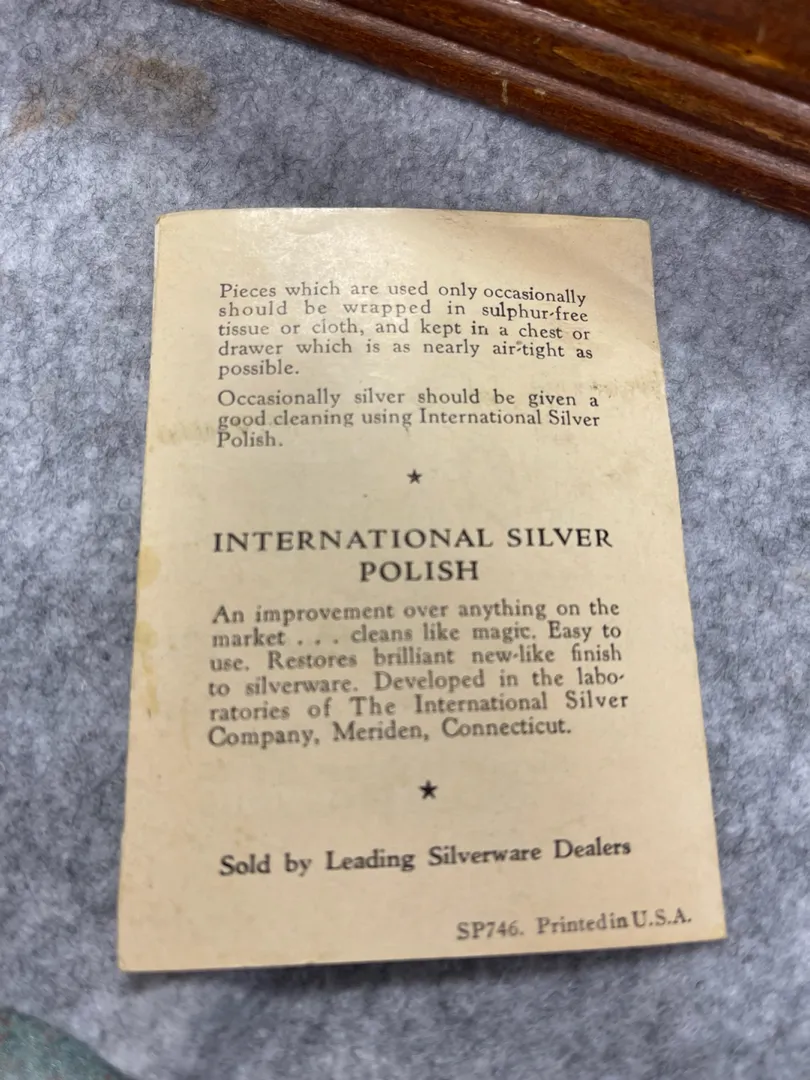 Pieces which are used only occasionally
should be wrapped in sulphur-free
tissue or cloth, and kept in a chest or
drawer which is as nearly air-tight as
possible.
Occasionally silver should be given a
good cleaning using International Silver
Polish.
★
INTERNATIONAL SILVER
POLISH
An improvement over anything on the
market . . . cleans like magic. Easy to
use. Restores brilliant new-like finish
to silverware. Developed in the labo-
ratories of The International Silver
Company, Meriden, Connecticut.
★
Sold by Leading Silverware Dealers
SP746. Printed in U.S.A.